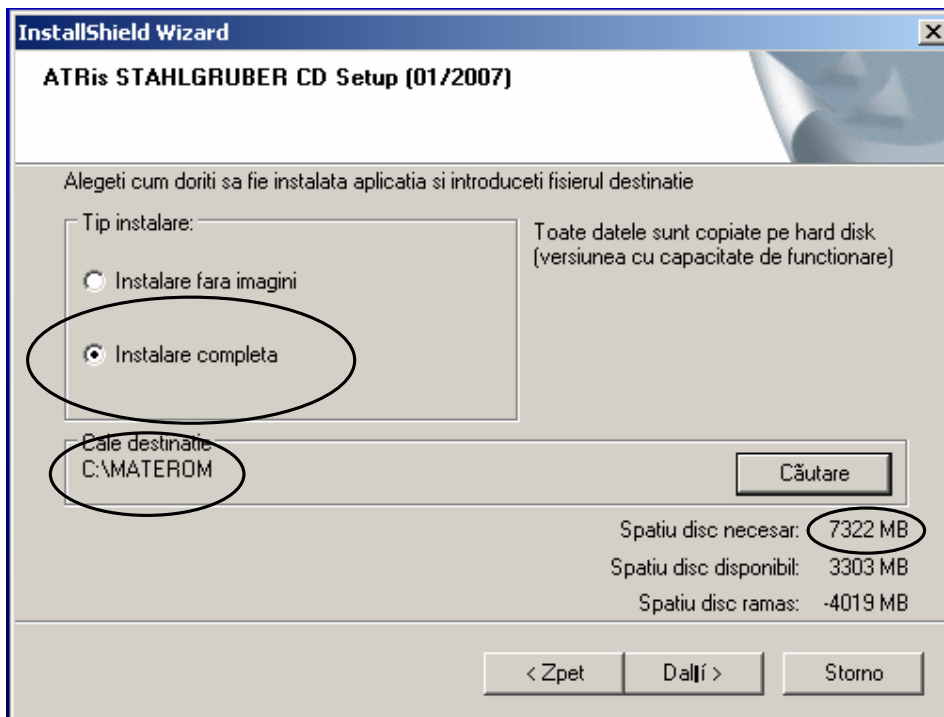 InstallShield Wizard
ATRis STAHLGRUBER CD Setup (01/2007)
Alegeti cum doriti sa fie instalata aplicatia si introduceti fisierul destinatie
Tip instalare:
Instalare fara imagini
Instalare completa
Toate datele sunt copiate pe hard disk
(versiunea cu capacitate de functionare)
Cale destinatie
C:\MATEROM
Cãutare
Spatiu disc necesar: 7322 MB
Spatiu disc disponibil: 3303 MB
Spatiu disc ramas: -4019 MB
< Zpet
Další >
Storno